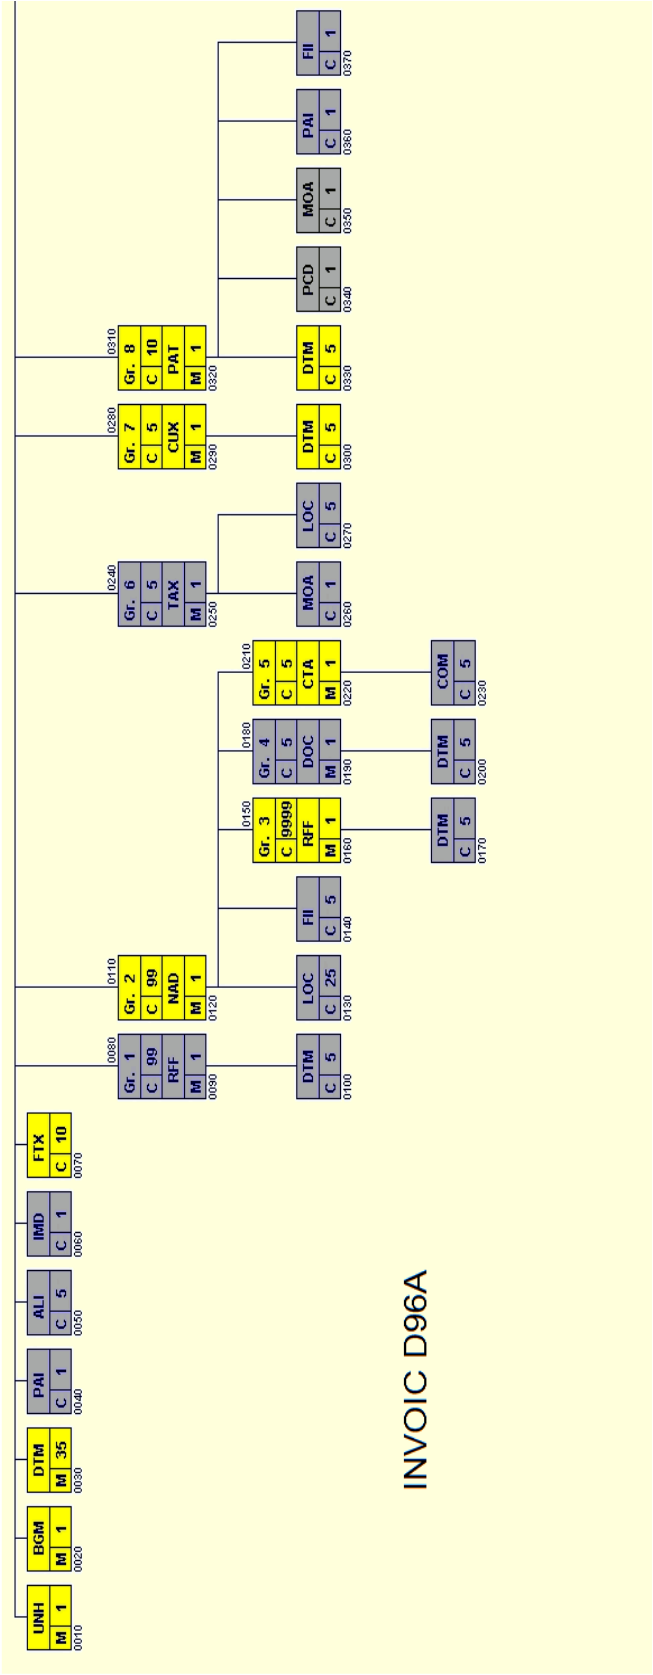 UNH
M 1
0010
BGM
M 1
0020
DTM
M 35
0030
PAI
C 1
0040
ALI
C 5
0050
IMD
C 1
0060
FTX
C 10
0070
0080
Gr. 1
C 99
RFF
M 1
0090
DTM
C 5
0100
0110
Gr. 2
C 99
NAD
M 1
0120
LOC
C 25
0130
FII
C 5
0140
0150
Gr. 3
C 9999
RFF
M 1
0160
DTM
C 5
0170
0180
Gr. 4
C 5
DOC
M 1
0190
DTM
C 5
0200
0210
Gr. 5
C 5
CTA
M 1
0220
COM
C 5
0230
0240
Gr. 6
C 5
TAX
M 1
0250
MOA
C 1
0260
LOC
C 5
0270
0280
Gr. 7
C 5
CUX
M 1
0290
DTM
C 5
0300
0310
Gr. 8
C 10
PAT
M 1
0320
DTM
C 5
0330
PCD
C 1
0340
MOA
C 1
0350
PAI
C 1
0360
FII
C 1
0370
INVOIC D96A